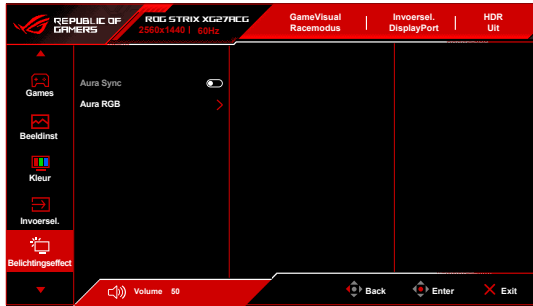 REPUBLIC OF
GAMERS
ROG STRIX XG27ACG
2560x1440 | 60Hz
GameVisual
Racemodus
Invoersel.
DisplayPort
HDR
Uit
Games
Beeldinst
Kleur
Invoersel.
Belichtingseffect
Aura Sync
Aura RGB
Volume 50
Back
Enter
Exit